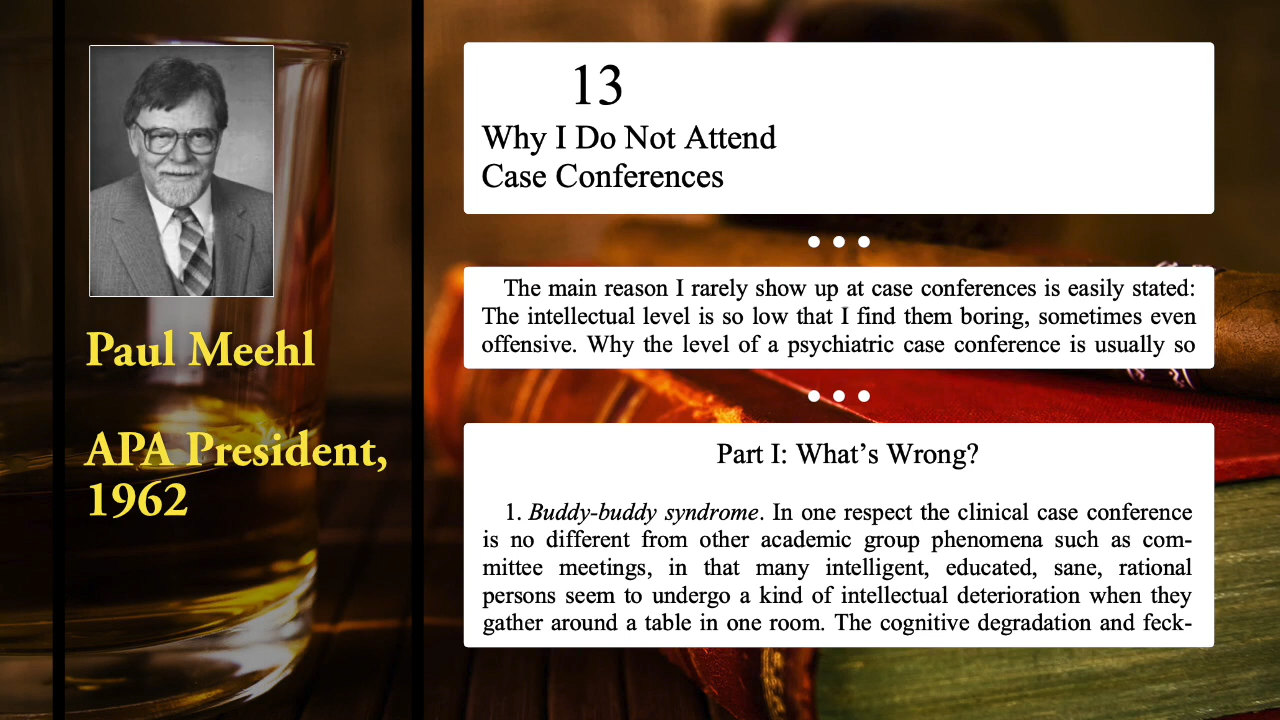 Paul Meehl
APA President,
1962
13
Why I Do Not Attend
Case Conferences
The main reason I rarely show up at case conferences is easily stated:
The intellectual level is so low that I find them boring, sometimes even
offensive. Why the level of a psychiatric case conference is usually so
Part I: What’s Wrong?
1. Buddy-buddy syndrome. In one respect the clinical case conference
is no different from other academic group phenomena such as com-
mittee meetings, in that many intelligent, educated, sane, rational
persons seem to undergo a kind of intellectual deterioration when they
gather around a table in one room. The cognitive degradation and feck-